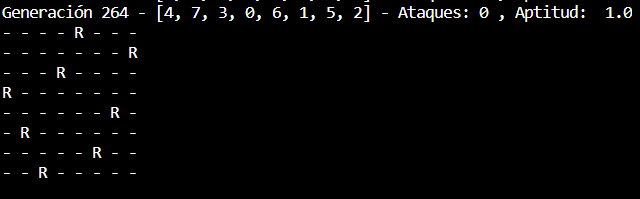 Generación 264 - [4, 7, 3, 0, 6, 1, 5, 2] - Ataques: 0 , Aptitud:  1.0
- - - - R - - -
- - - - - - - R
- - - R - - - -
R - - - - - - -
- - - - - - R -
- R - - - - - -
- - - - - R - -
- - R - - - - -